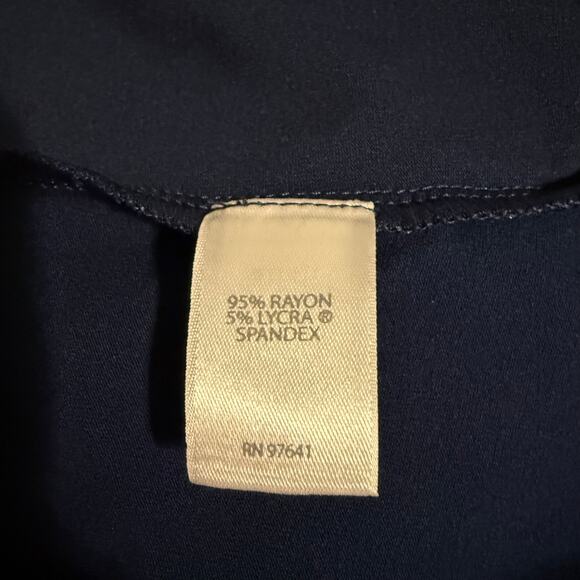 95% RAYON
5% LYCRA ®
SPANDEX
RN 97641